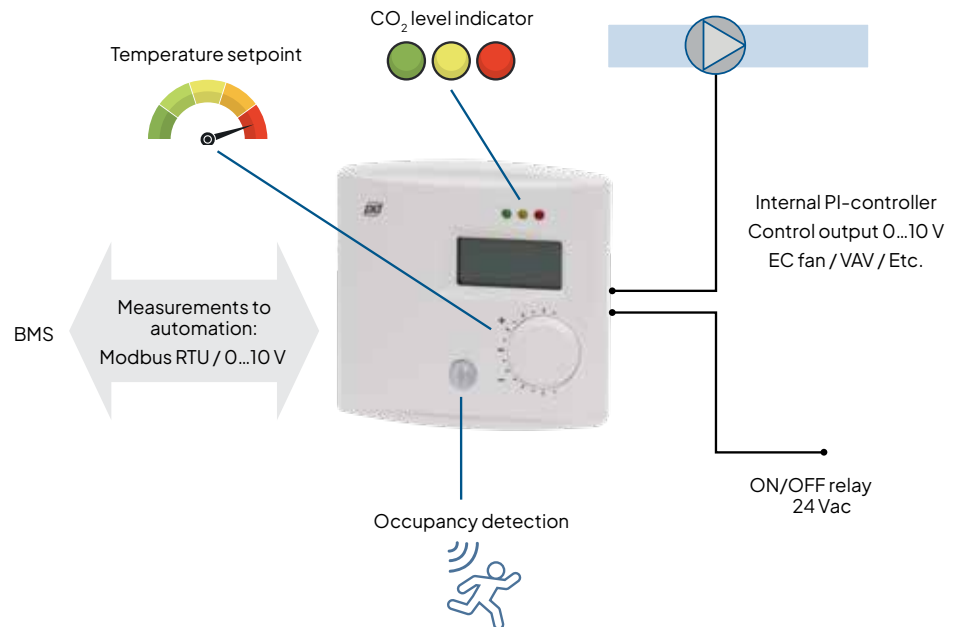 CO₂ level indicator
Temperature setpoint
Internal PI-controller
Control output 0...10 V
EC fan / VAV / Etc.
BMS
Measurements to
automation:
Modbus RTU / 0...10 V
ON/OFF relay
24 Vac
Occupancy detection